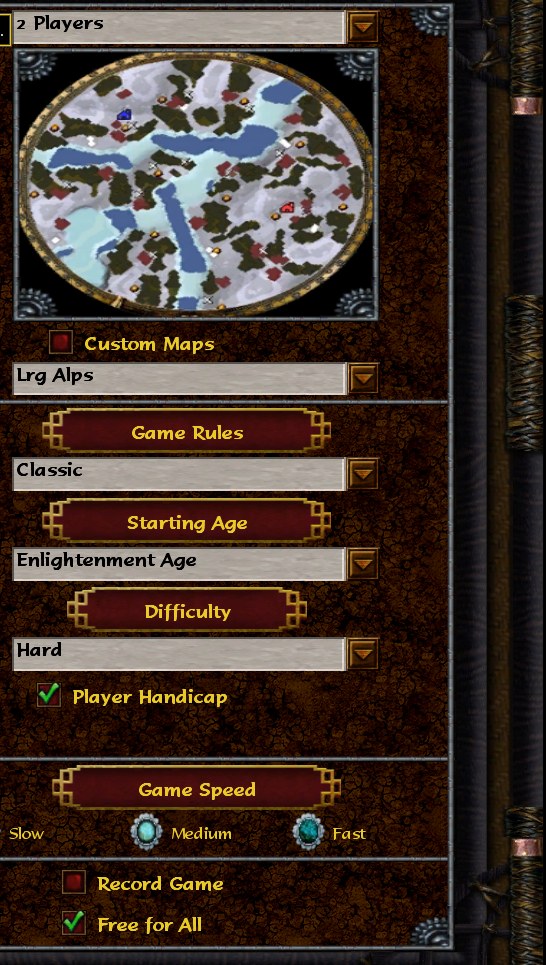 2 Players
Custom Maps
Lrg Alps
Game Rules
Classic
Starting Age
Enlightenment Age
Difficulty
Hard
Player Handicap
Game Speed
Slow Medium Fast
Record Game
Free for All